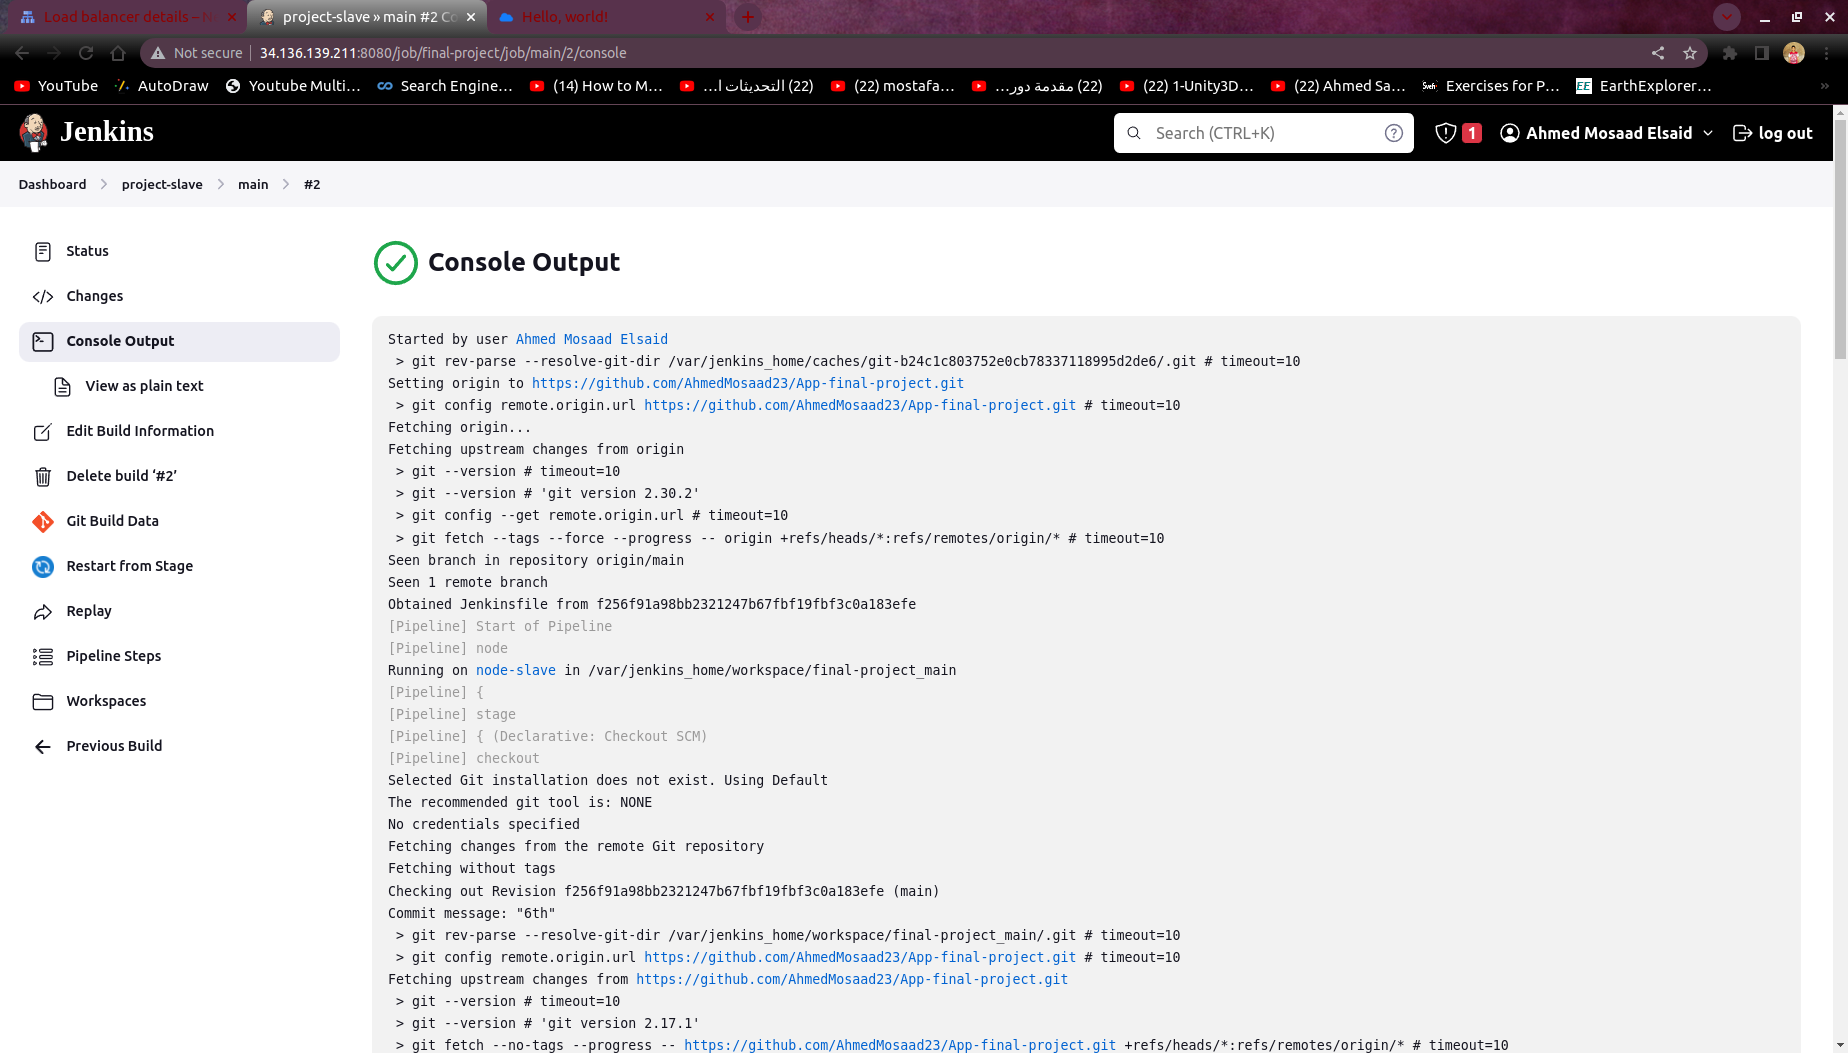 Load balancer details – N
project-slave » main #2 Co
Hello, world!
Not secure
34.136.139.211:8080/job/final-project/job/main/2/console
YouTube
AutoDraw
Youtube Multi...
Search Engine...
(14) How to M...
(22) التحديثات ا...
(22) mostafa...
(22) مقدمة دور...
(22) 1-Unity3D...
(22) Ahmed Sa...
Exercises for P...
EarthExplorer...
Jenkins
Search (CTRL+K)
1
Ahmed Mosaad Elsaid
log out
Dashboard
project-slave
main
#2
Status
Changes
Console Output
View as plain text
Edit Build Information
Delete build ‘#2’
Git Build Data
Restart from Stage
Replay
Pipeline Steps
Workspaces
Previous Build
Console Output
Started by user Ahmed Mosaad Elsaid
> git rev-parse --resolve-git-dir /var/jenkins_home/caches/git-b24c1c803752e0cb78337118995d2de6/.git # timeout=10
Setting origin to https://github.com/AhmedMosaad23/App-final-project.git
> git config remote.origin.url https://github.com/AhmedMosaad23/App-final-project.git # timeout=10
Fetching origin...
Fetching upstream changes from origin
> git --version # timeout=10
> git --version # 'git version 2.30.2'
> git config --get remote.origin.url # timeout=10
> git fetch --tags --force --progress -- origin +refs/heads/*:refs/remotes/origin/* # timeout=10
Seen branch in repository origin/main
Seen 1 remote branch
Obtained Jenkinsfile from f256f91a98bb2321247b67fbf19fbf3c0a183efe
[Pipeline] Start of Pipeline
[Pipeline] node
Running on node-slave in /var/jenkins_home/workspace/final-project_main
[Pipeline] {
[Pipeline] stage
[Pipeline] { (Declarative: Checkout SCM)
[Pipeline] checkout
Selected Git installation does not exist. Using Default
The recommended git tool is: NONE
No credentials specified
Fetching changes from the remote Git repository
Fetching without tags
Checking out Revision f256f91a98bb2321247b67fbf19fbf3c0a183efe (main)
Commit message: "6th"
> git rev-parse --resolve-git-dir /var/jenkins_home/workspace/final-project_main/.git # timeout=10
> git config remote.origin.url https://github.com/AhmedMosaad23/App-final-project.git # timeout=10
Fetching upstream changes from https://github.com/AhmedMosaad23/App-final-project.git
> git --version # timeout=10
> git --version # 'git version 2.17.1'
> git fetch --no-tags --progress -- https://github.com/AhmedMosaad23/App-final-project.git +refs/heads/*:refs/remotes/origin/* # timeout=10